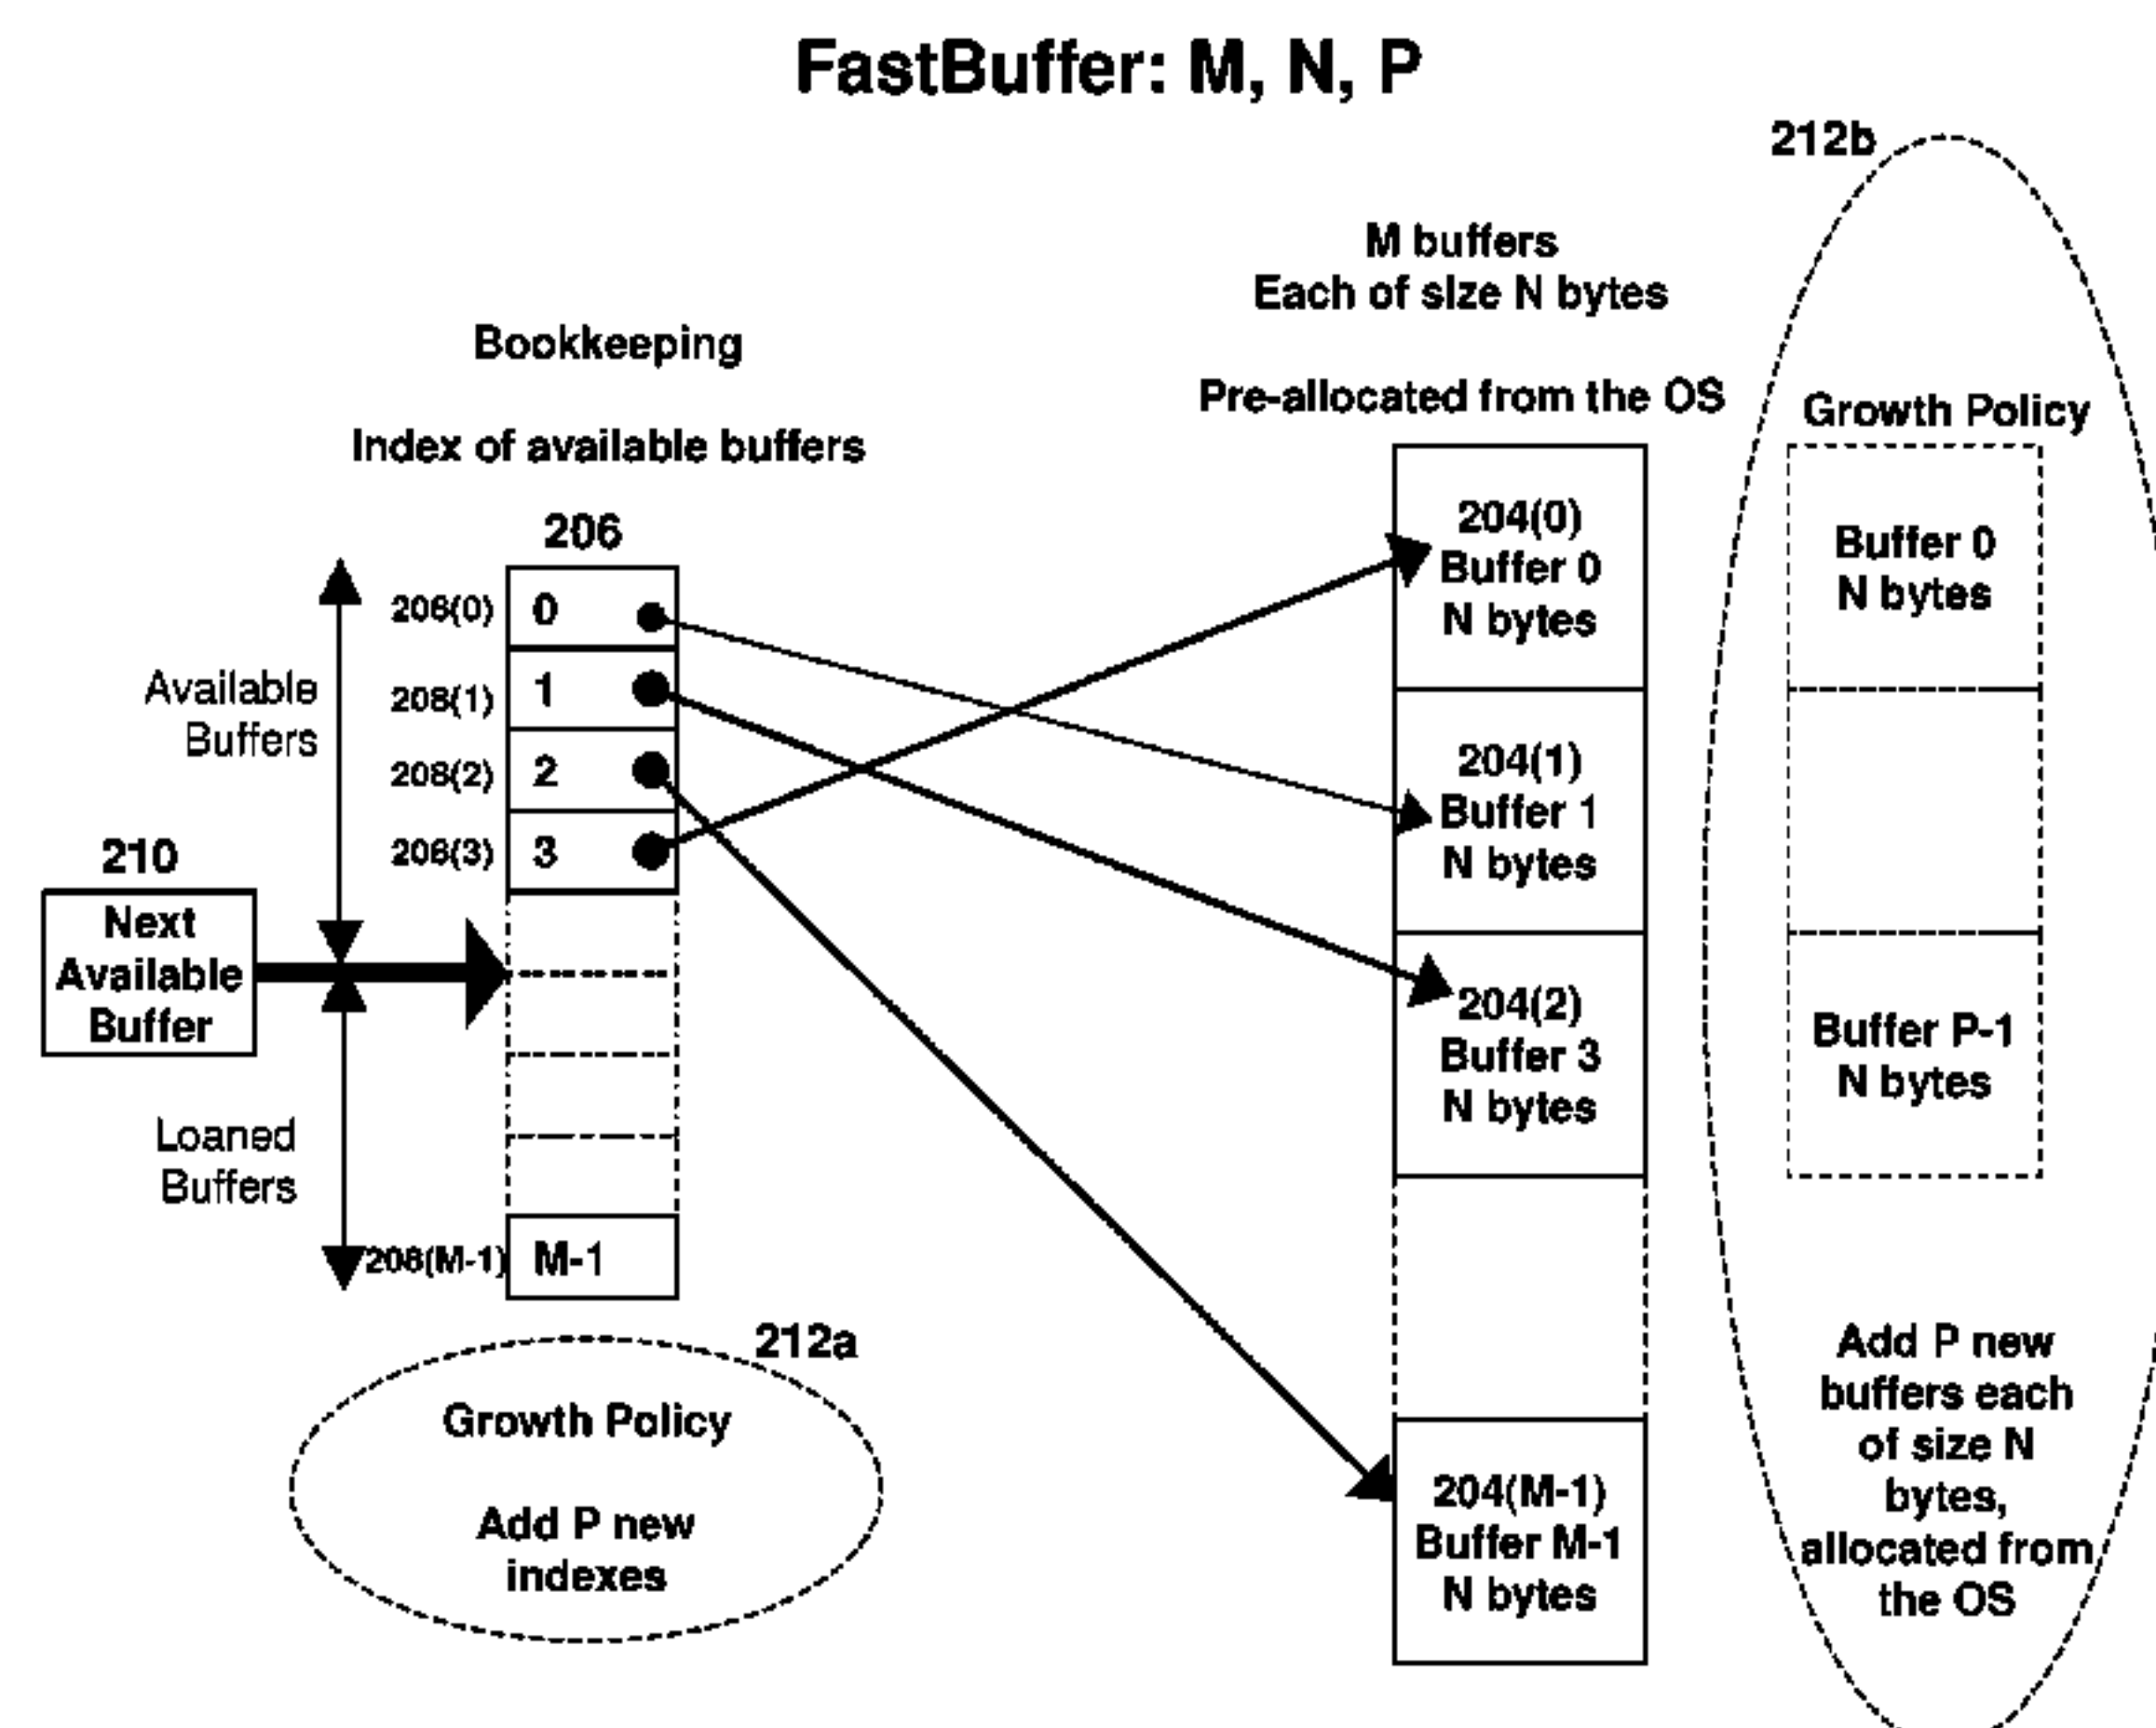 FastBuffer: M, N, P
212b
M buffers
Each of size N bytes
Pre-allocated from the OS
Bookkeeping
Index of available buffers
206
206(0)
0
208(1)
1
208(2)
2
206(3)
3
Available
Buffers
210
Next
Available
Buffer
Loaned
Buffers
208(M-1)
M-1
212a
Growth Policy
Add P new
indexes
204(0)
Buffer 0
N bytes
204(1)
Buffer 1
N bytes
204(2)
Buffer 3
N bytes
204(M-1)
Buffer M-1
N bytes
Growth Policy
Buffer 0
N bytes
Buffer P-1
N bytes
Add P new
buffers each
of size N
bytes,
allocated from
the OS